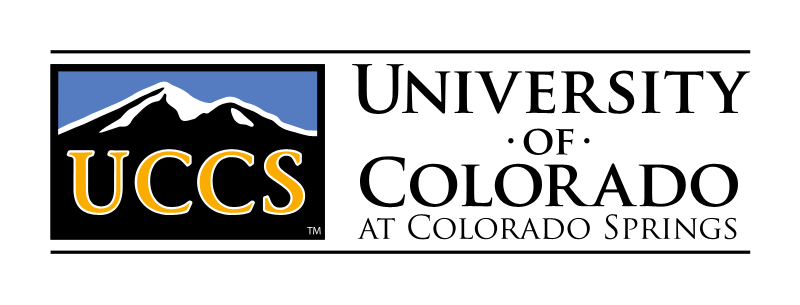 UCCS
TM
UNIVERSITY
·OF·
COLORADO
AT COLORADO SPRINGS